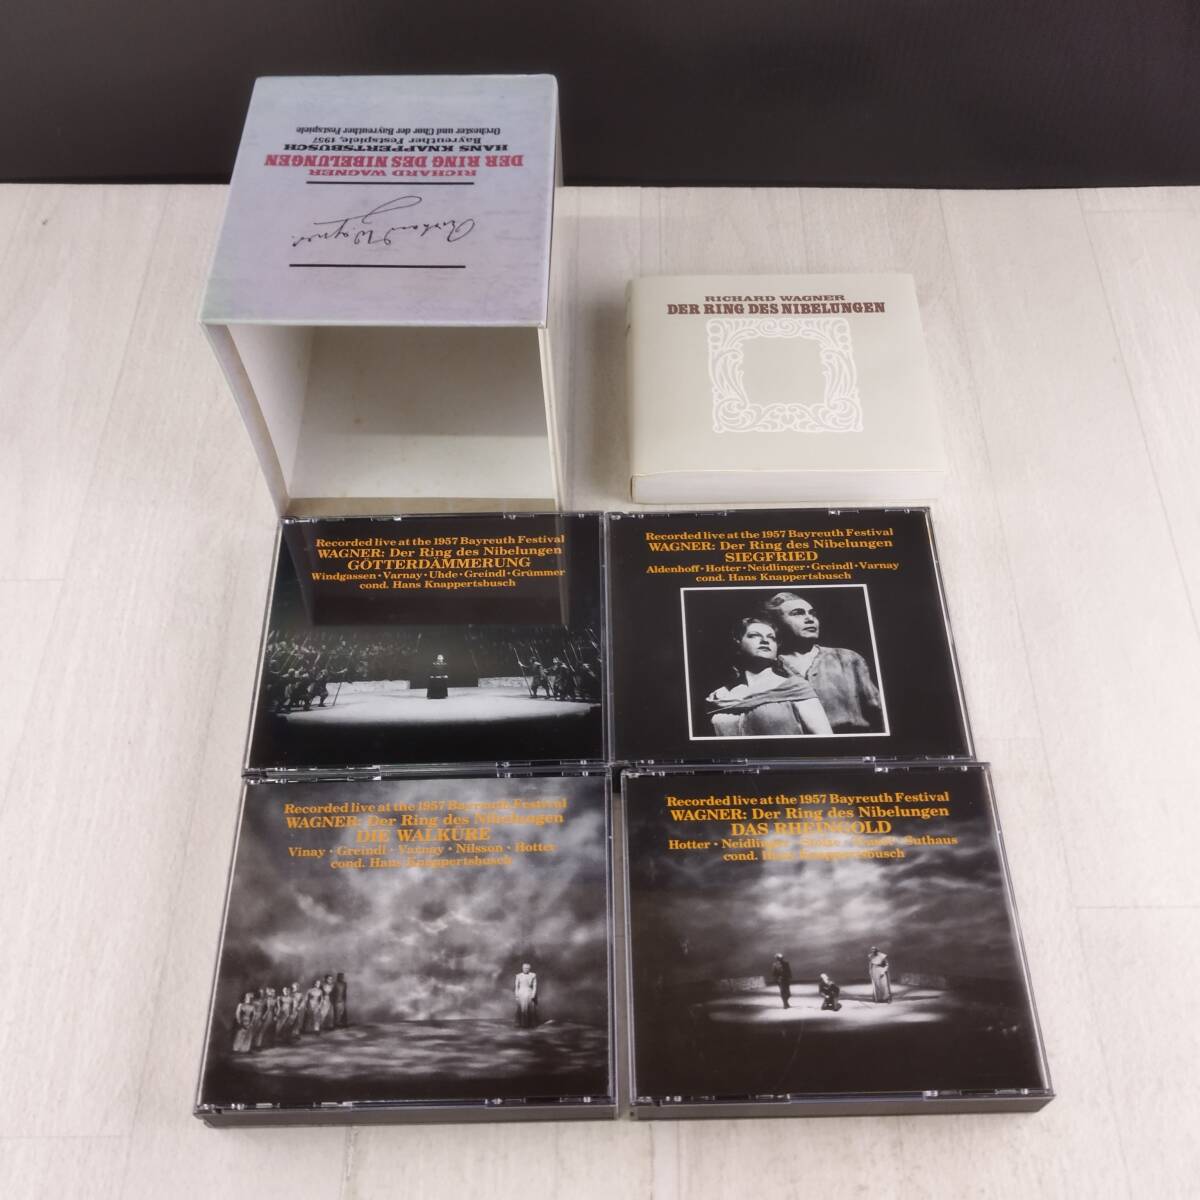 RICHARD WAGNER
DER RING DES NIBELUNGEN
HANS KNAPPERTSBUSCH
Bayreuther Festspiele, 1957
Orchester und Chor der Bayreuther Festspiele
Richard Wagner.
RICHARD WAGNER
DER RING DES NIBELUNGEN
Recorded live at the 1957 Bayreuth Festival
WAGNER: Der Ring des Nibelungen
GÖTTERDÄMMERUNG
Windgassen · Varnay · Uhde · Greindl · Grümmer
cond. Hans Knappertsbusch
Recorded live at the 1957 Bayreuth Festival
WAGNER: Der Ring des Nibelungen
SIEGFRIED
Aldenhoff · Hotter · Neidlinger · Greindl · Varnay
cond. Hans Knappertsbusch
Recorded live at the 1957 Bayreuth Festival
WAGNER: Der Ring des Nibelungen
DIE WALKÜRE
Vinay · Greindl · Varnay · Nilsson · Hotter
cond. Hans Knappertsbusch
Recorded live at the 1957 Bayreuth Festival
WAGNER: Der Ring des Nibelungen
DAS RHEINGOLD
Hotter · Neidlinger · Suthaus
cond. Hans Knappertsbusch